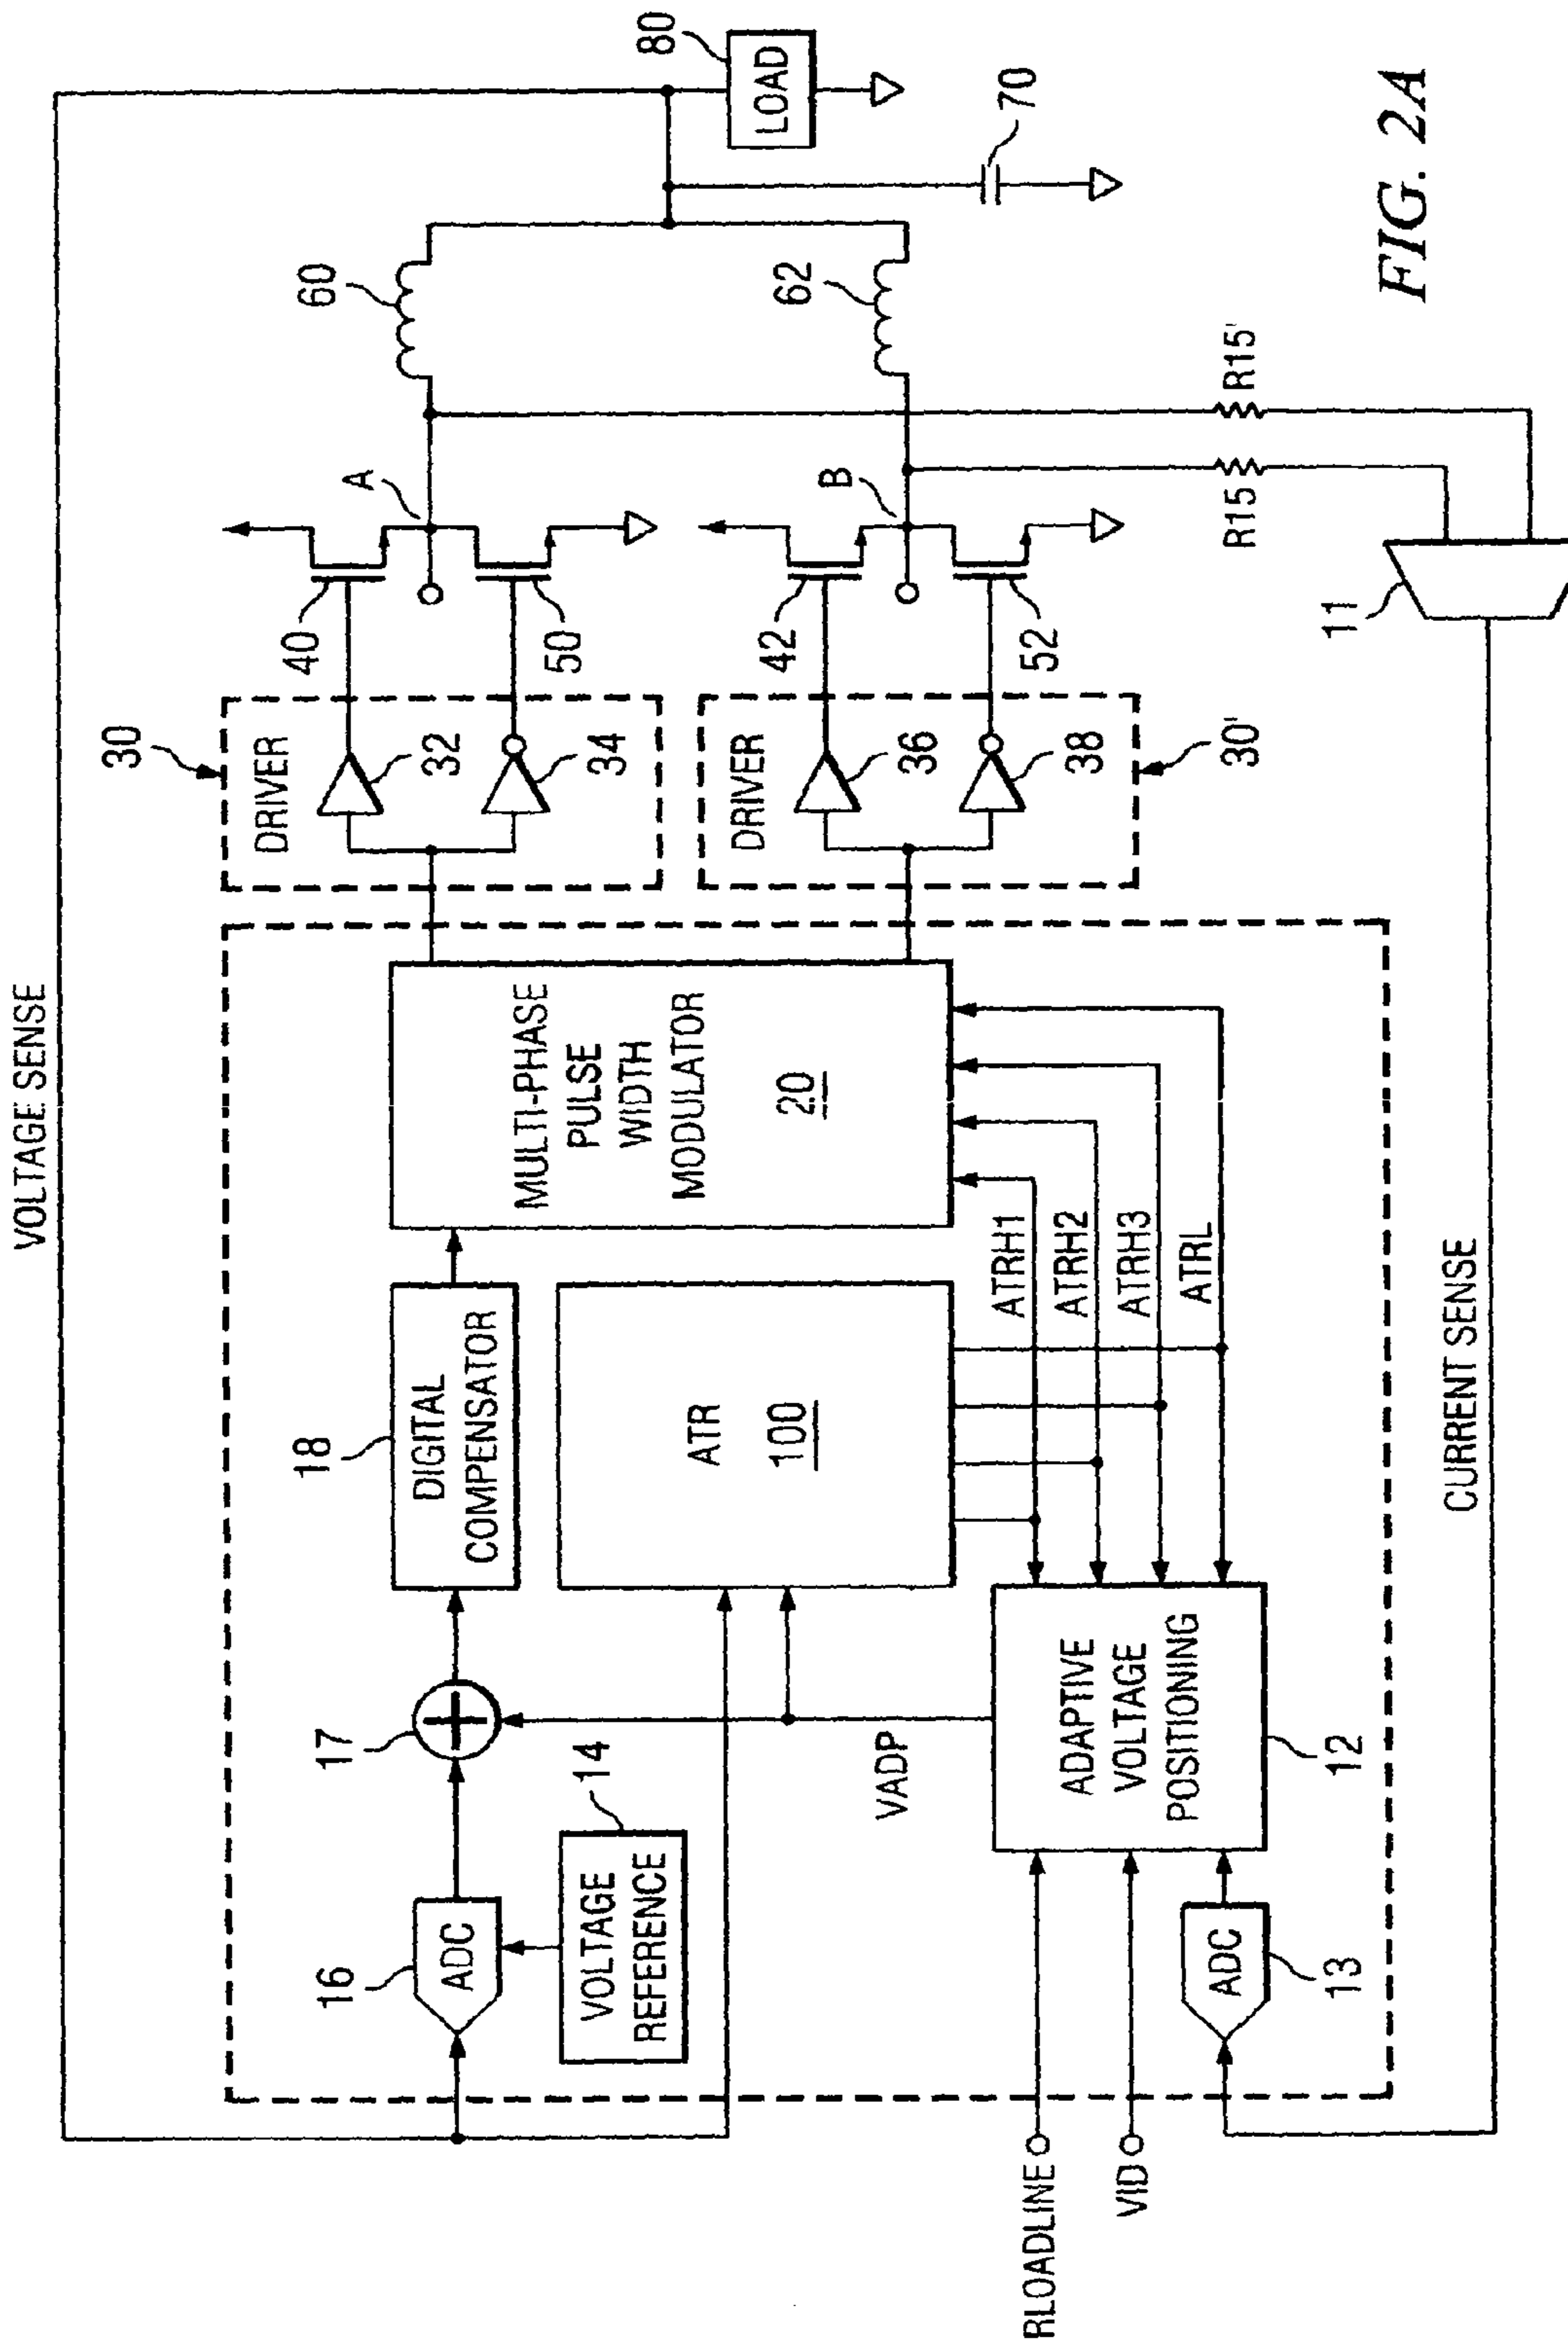 VOLTAGE SENSE
30
DRIVER
32
34
40
50
A
60
80
LOAD
70
30'
DRIVER
36
38
42
52
B
62
R15
R15'
11
MULTI-PHASE
PULSE
WIDTH
MODULATOR
20
18
DIGITAL
COMPENSATOR
ATR
100
ATRH1
ATRH2
ATRH3
ATRL
17
16
ADC
14
VOLTAGE
REFERENCE
VADP
ADAPTIVE
VOLTAGE
POSITIONING
12
ADC
13
RLOADLINE
VID
CURRENT SENSE
FIG. 2A